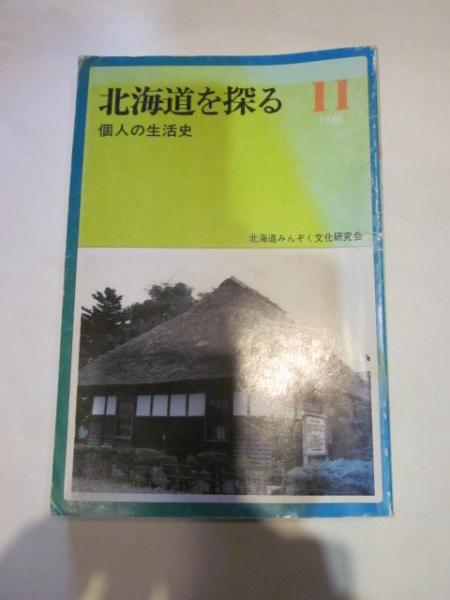 北海道を探る 11
1986
個人の生活史
北海道みんぞく文化研究会